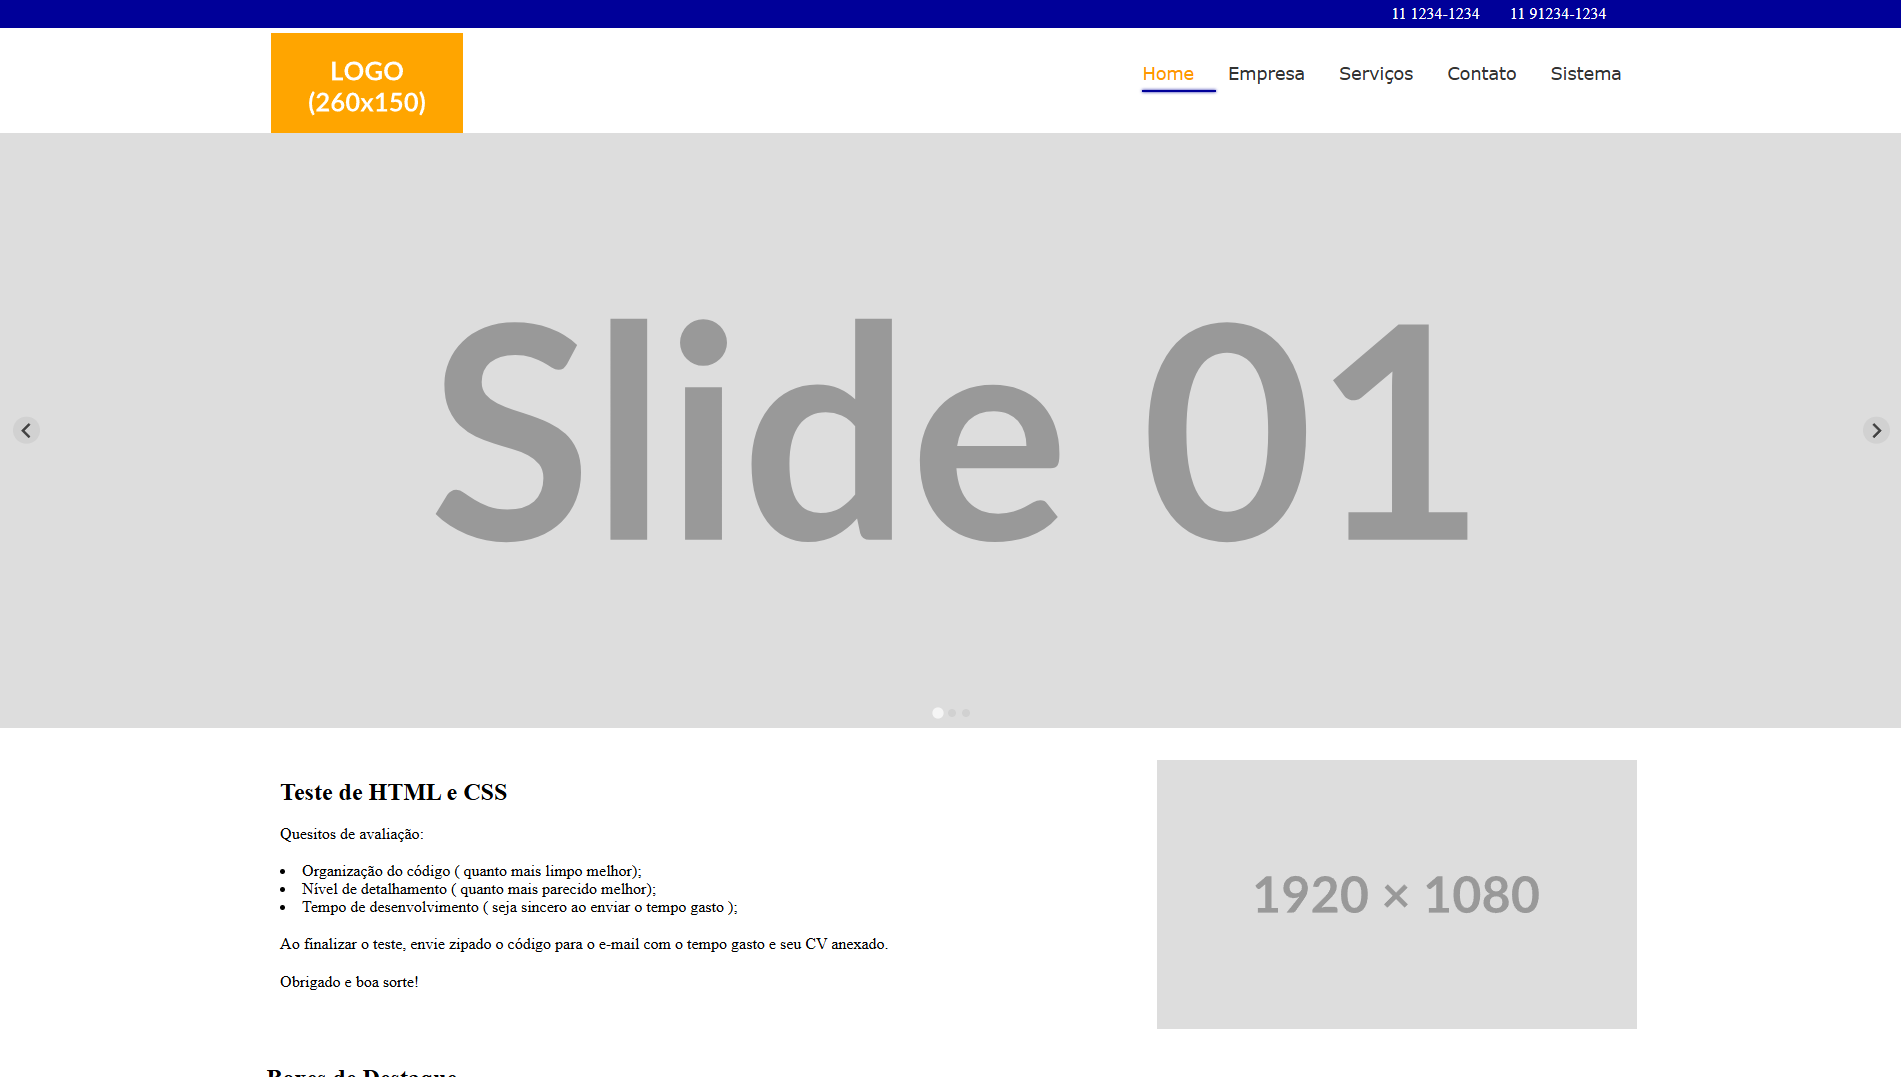 11 1234-1234 11 91234-1234
LOGO
(260x150)
Home Empresa Serviços Contato Sistema
Slide 01
Teste de HTML e CSS
Quesitos de avaliação:
• Organização do código ( quanto mais limpo melhor);
• Nível de detalhamento ( quanto mais parecido melhor);
• Tempo de desenvolvimento ( seja sincero ao enviar o tempo gasto );
Ao finalizar o teste, envie zipado o código para o e-mail com o tempo gasto e seu CV anexado.
Obrigado e boa sorte!
1920 × 1080
Boxes de Destaque